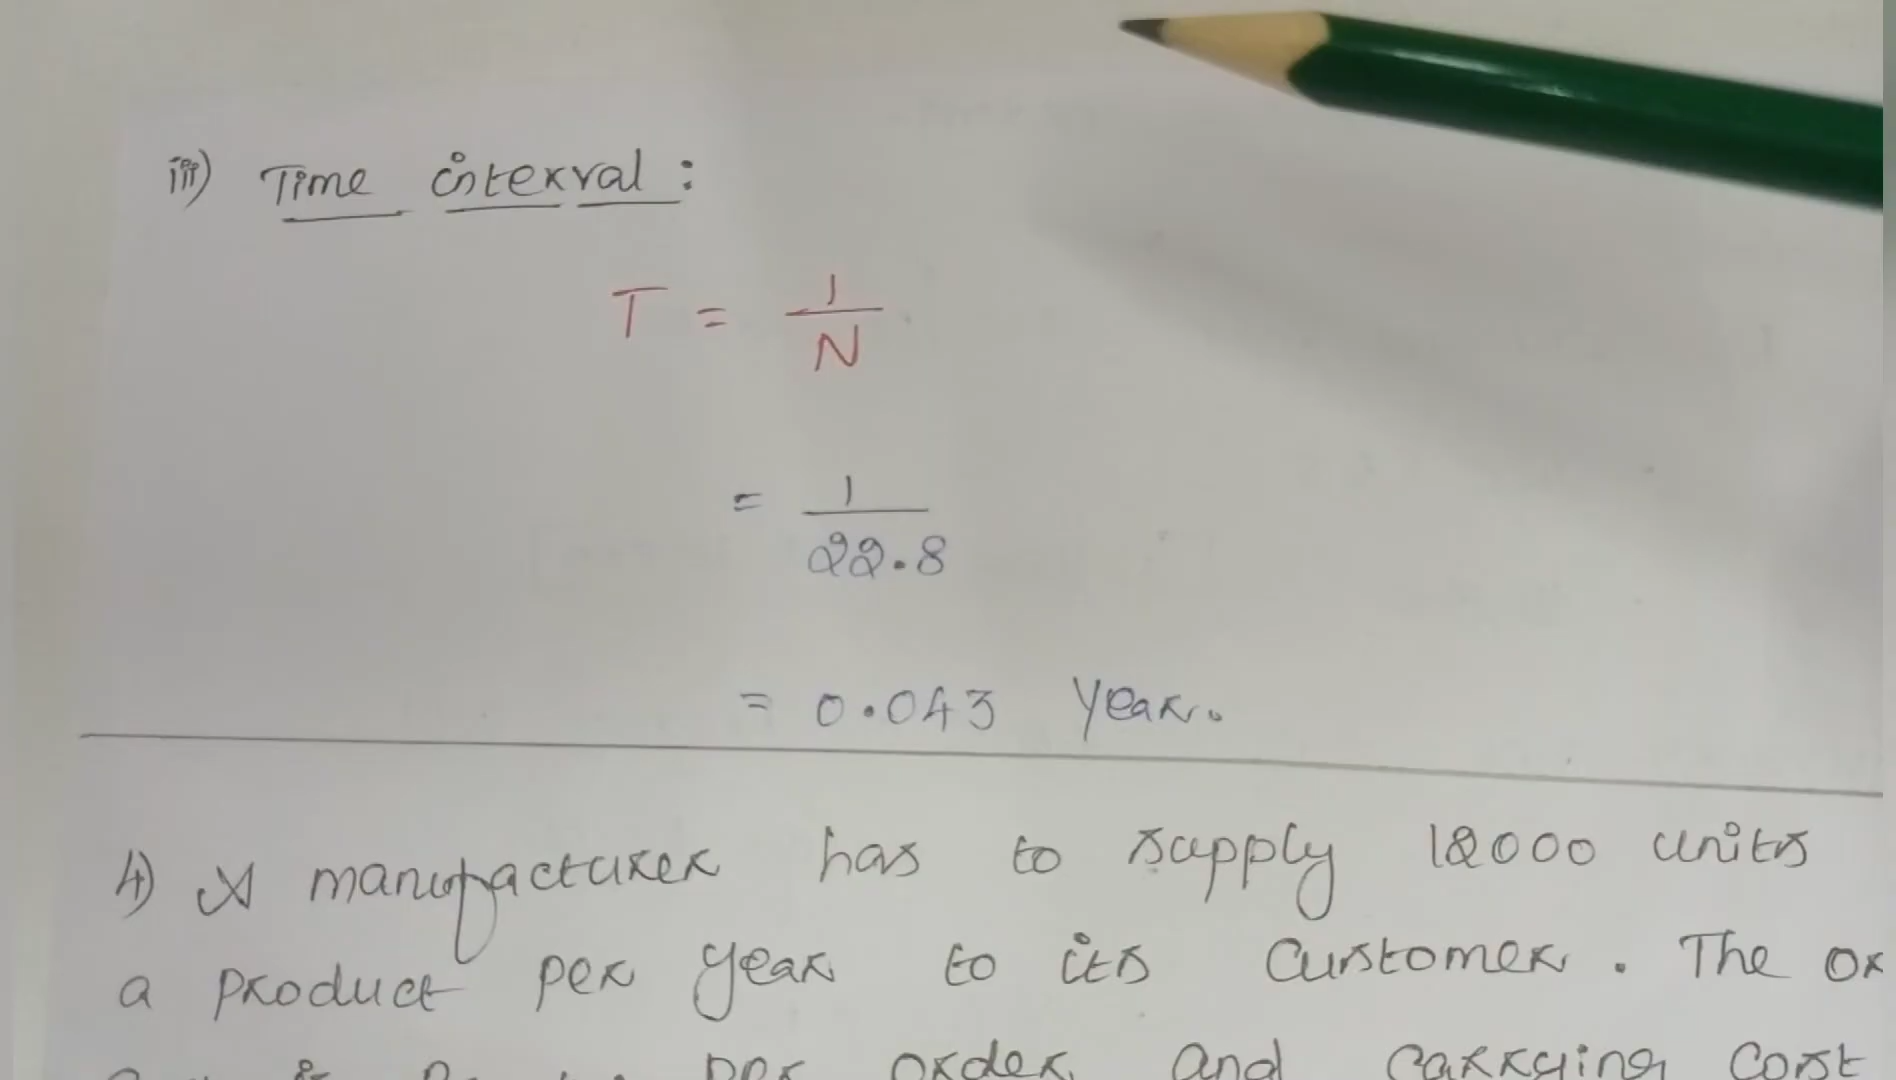 iii) Time interval :
T = 1/N
= 1/22.8
= 0.043 Year.
4) A manufacturer has to supply 12000 units
a product per year to its customer. The
per order and carrying cost